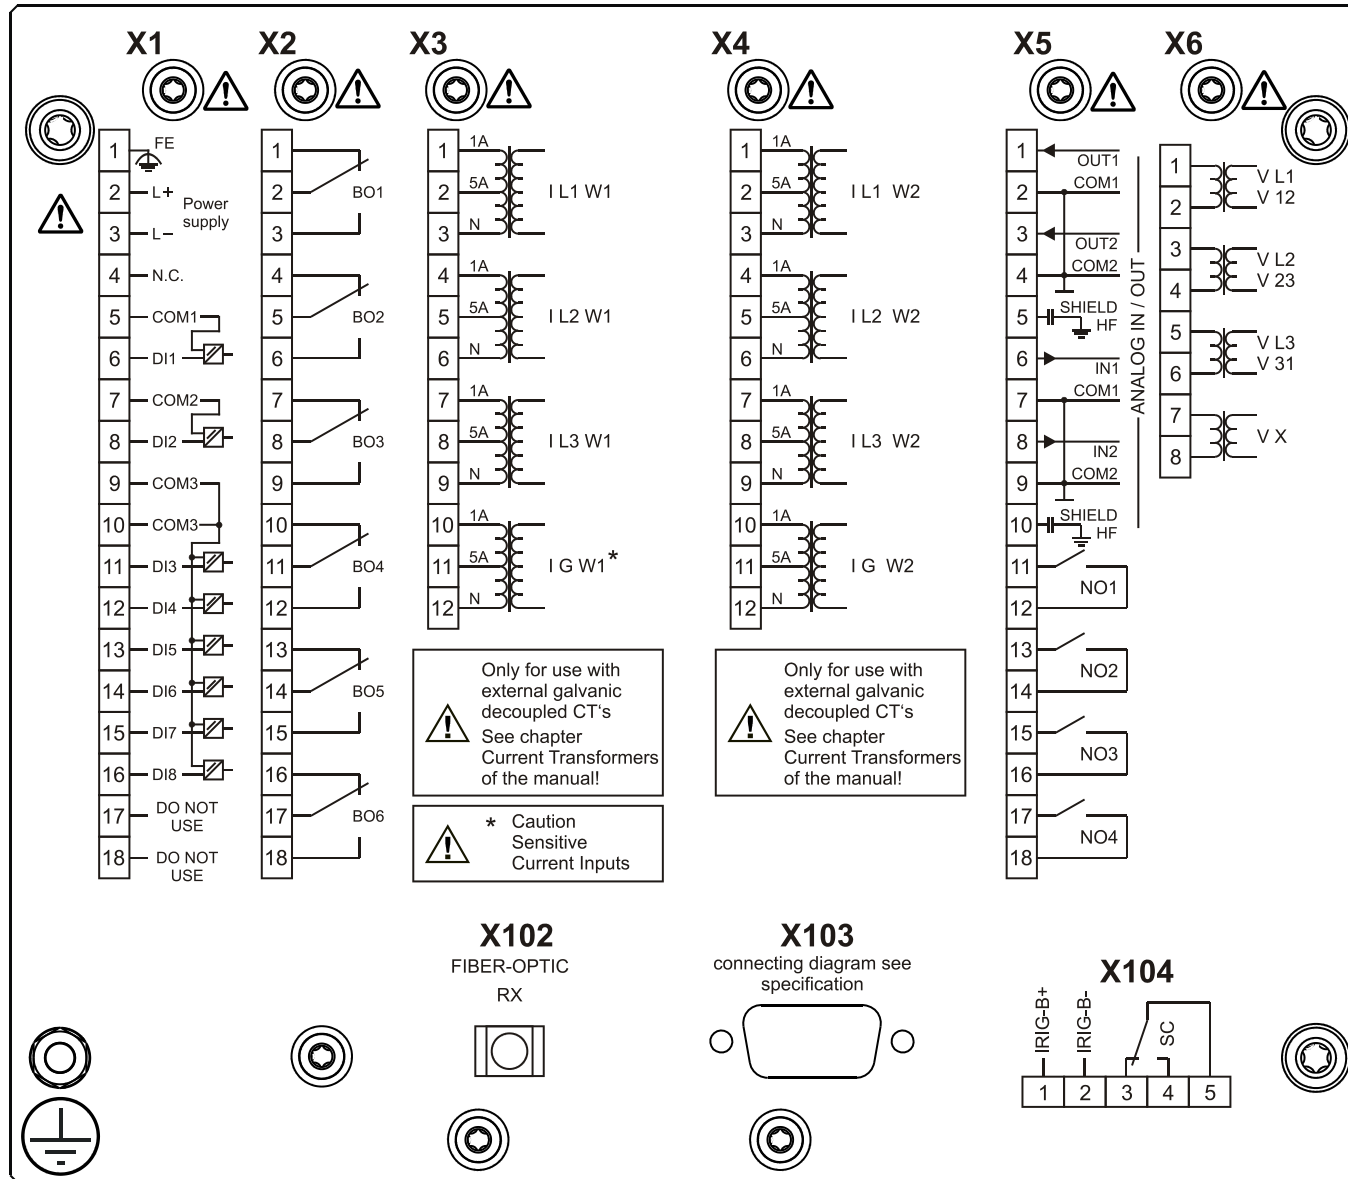 X1
X2
X3
X4
X5
X6
1 FE
2 L+
Power
supply
3 L−
4 N.C.
5 COM1
6 DI1
7 COM2
8 DI2
9 COM3
10 COM3
11 DI3
12 DI4
13 DI5
14 DI6
15 DI7
16 DI8
17 DO NOT
USE
18 DO NOT
USE
1
2 BO1
3
4
5 BO2
6
7
8 BO3
9
10
11 BO4
12
13
14 BO5
15
16
17 BO6
18
1 1A
2 5A I L1 W1
3 N
4 1A
5 5A I L2 W1
6 N
7 1A
8 5A I L3 W1
9 N
10 1A
11 5A I G W1*
12 N
Only for use with
external galvanic
decoupled CT‘s
See chapter
Current Transformers
of the manual!
* Caution
Sensitive
Current Inputs
1 1A
2 5A I L1 W2
3 N
4 1A
5 5A I L2 W2
6 N
7 1A
8 5A I L3 W2
9 N
10 1A
11 5A I G W2
12 N
Only for use with
external galvanic
decoupled CT‘s
See chapter
Current Transformers
of the manual!
1 OUT1
2 COM1
3 OUT2
4 COM2
5 SHIELD
HF
6 IN1
7 COM1
8 IN2
9 COM2
10 SHIELD
HF
ANALOG IN / OUT
11
NO1
12
13
NO2
14
15
NO3
16
17
NO4
18
1 V L1
2 V 12
3 V L2
4 V 23
5 V L3
6 V 31
7 V X
8
X102
FIBER-OPTIC
RX
X103
connecting diagram see
specification
X104
IRIG-B+
IRIG-B-
SC
1 2 3 4 5